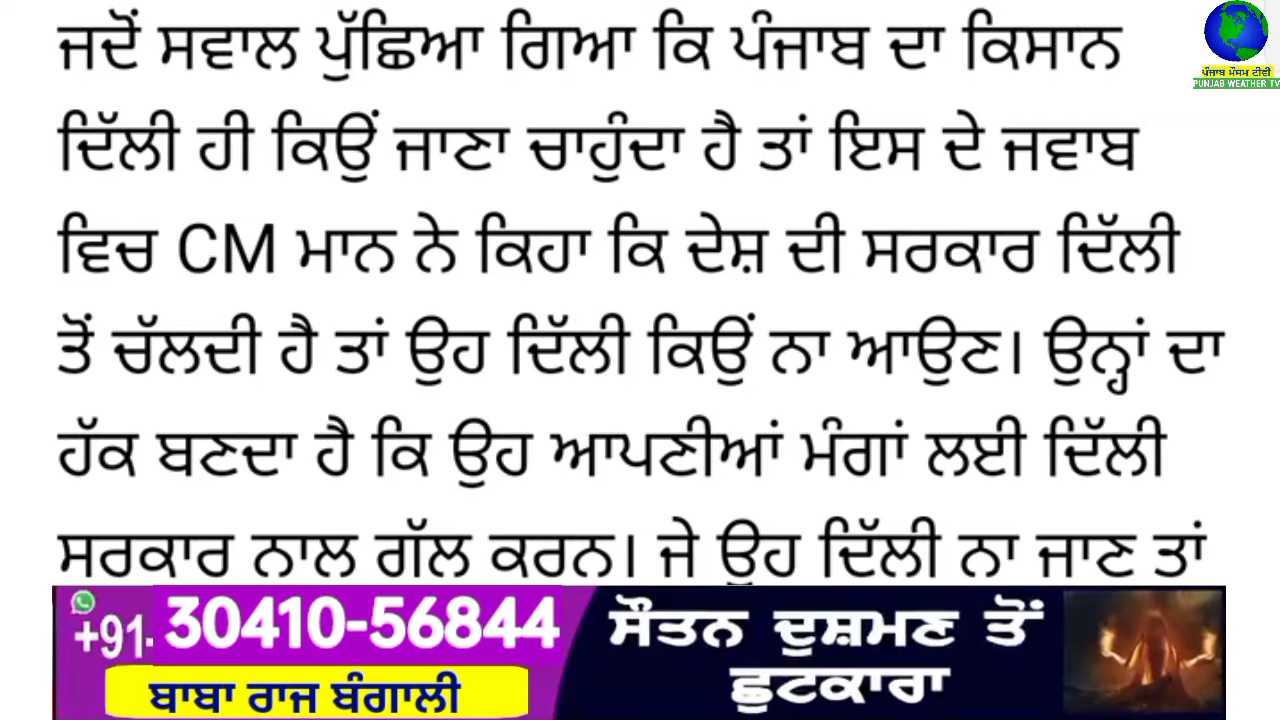 ਜਦੋਂ ਸਵਾਲ ਪੁੱਛਿਆ ਗਿਆ ਕਿ ਪੰਜਾਬ ਦਾ ਕਿਸਾਨ
ਦਿੱਲੀ ਹੀ ਕਿਉਂ ਜਾਣਾ ਚਾਹੁੰਦਾ ਹੈ ਤਾਂ ਇਸ ਦੇ ਜਵਾਬ
ਵਿਚ CM ਮਾਨ ਨੇ ਕਿਹਾ ਕਿ ਦੇਸ਼ ਦੀ ਸਰਕਾਰ ਦਿੱਲੀ
ਤੋਂ ਚੱਲਦੀ ਹੈ ਤਾਂ ਉਹ ਦਿੱਲੀ ਕਿਉਂ ਨਾ ਆਉਣ। ਉਨ੍ਹਾਂ ਦਾ
ਹੱਕ ਬਣਦਾ ਹੈ ਕਿ ਉਹ ਆਪਣੀਆਂ ਮੰਗਾਂ ਲਈ ਦਿੱਲੀ
ਸਰਕਾਰ ਨਾਲ ਗੱਲ ਕਰਨ। ਜੇ ਉਹ ਦਿੱਲੀ ਨਾ ਜਾਣ ਤਾਂ
ਪੰਜਾਬ ਮੌਸਮ ਟੀਵੀ
PUNJAB WEATHER TV
+91. 30410-56844
ਬਾਬਾ ਰਾਜ ਬੰਗਾਲੀ
ਸੌਤਨ ਦੁਸ਼ਮਣ ਤੋਂ
ਛੁਟਕਾਰਾ